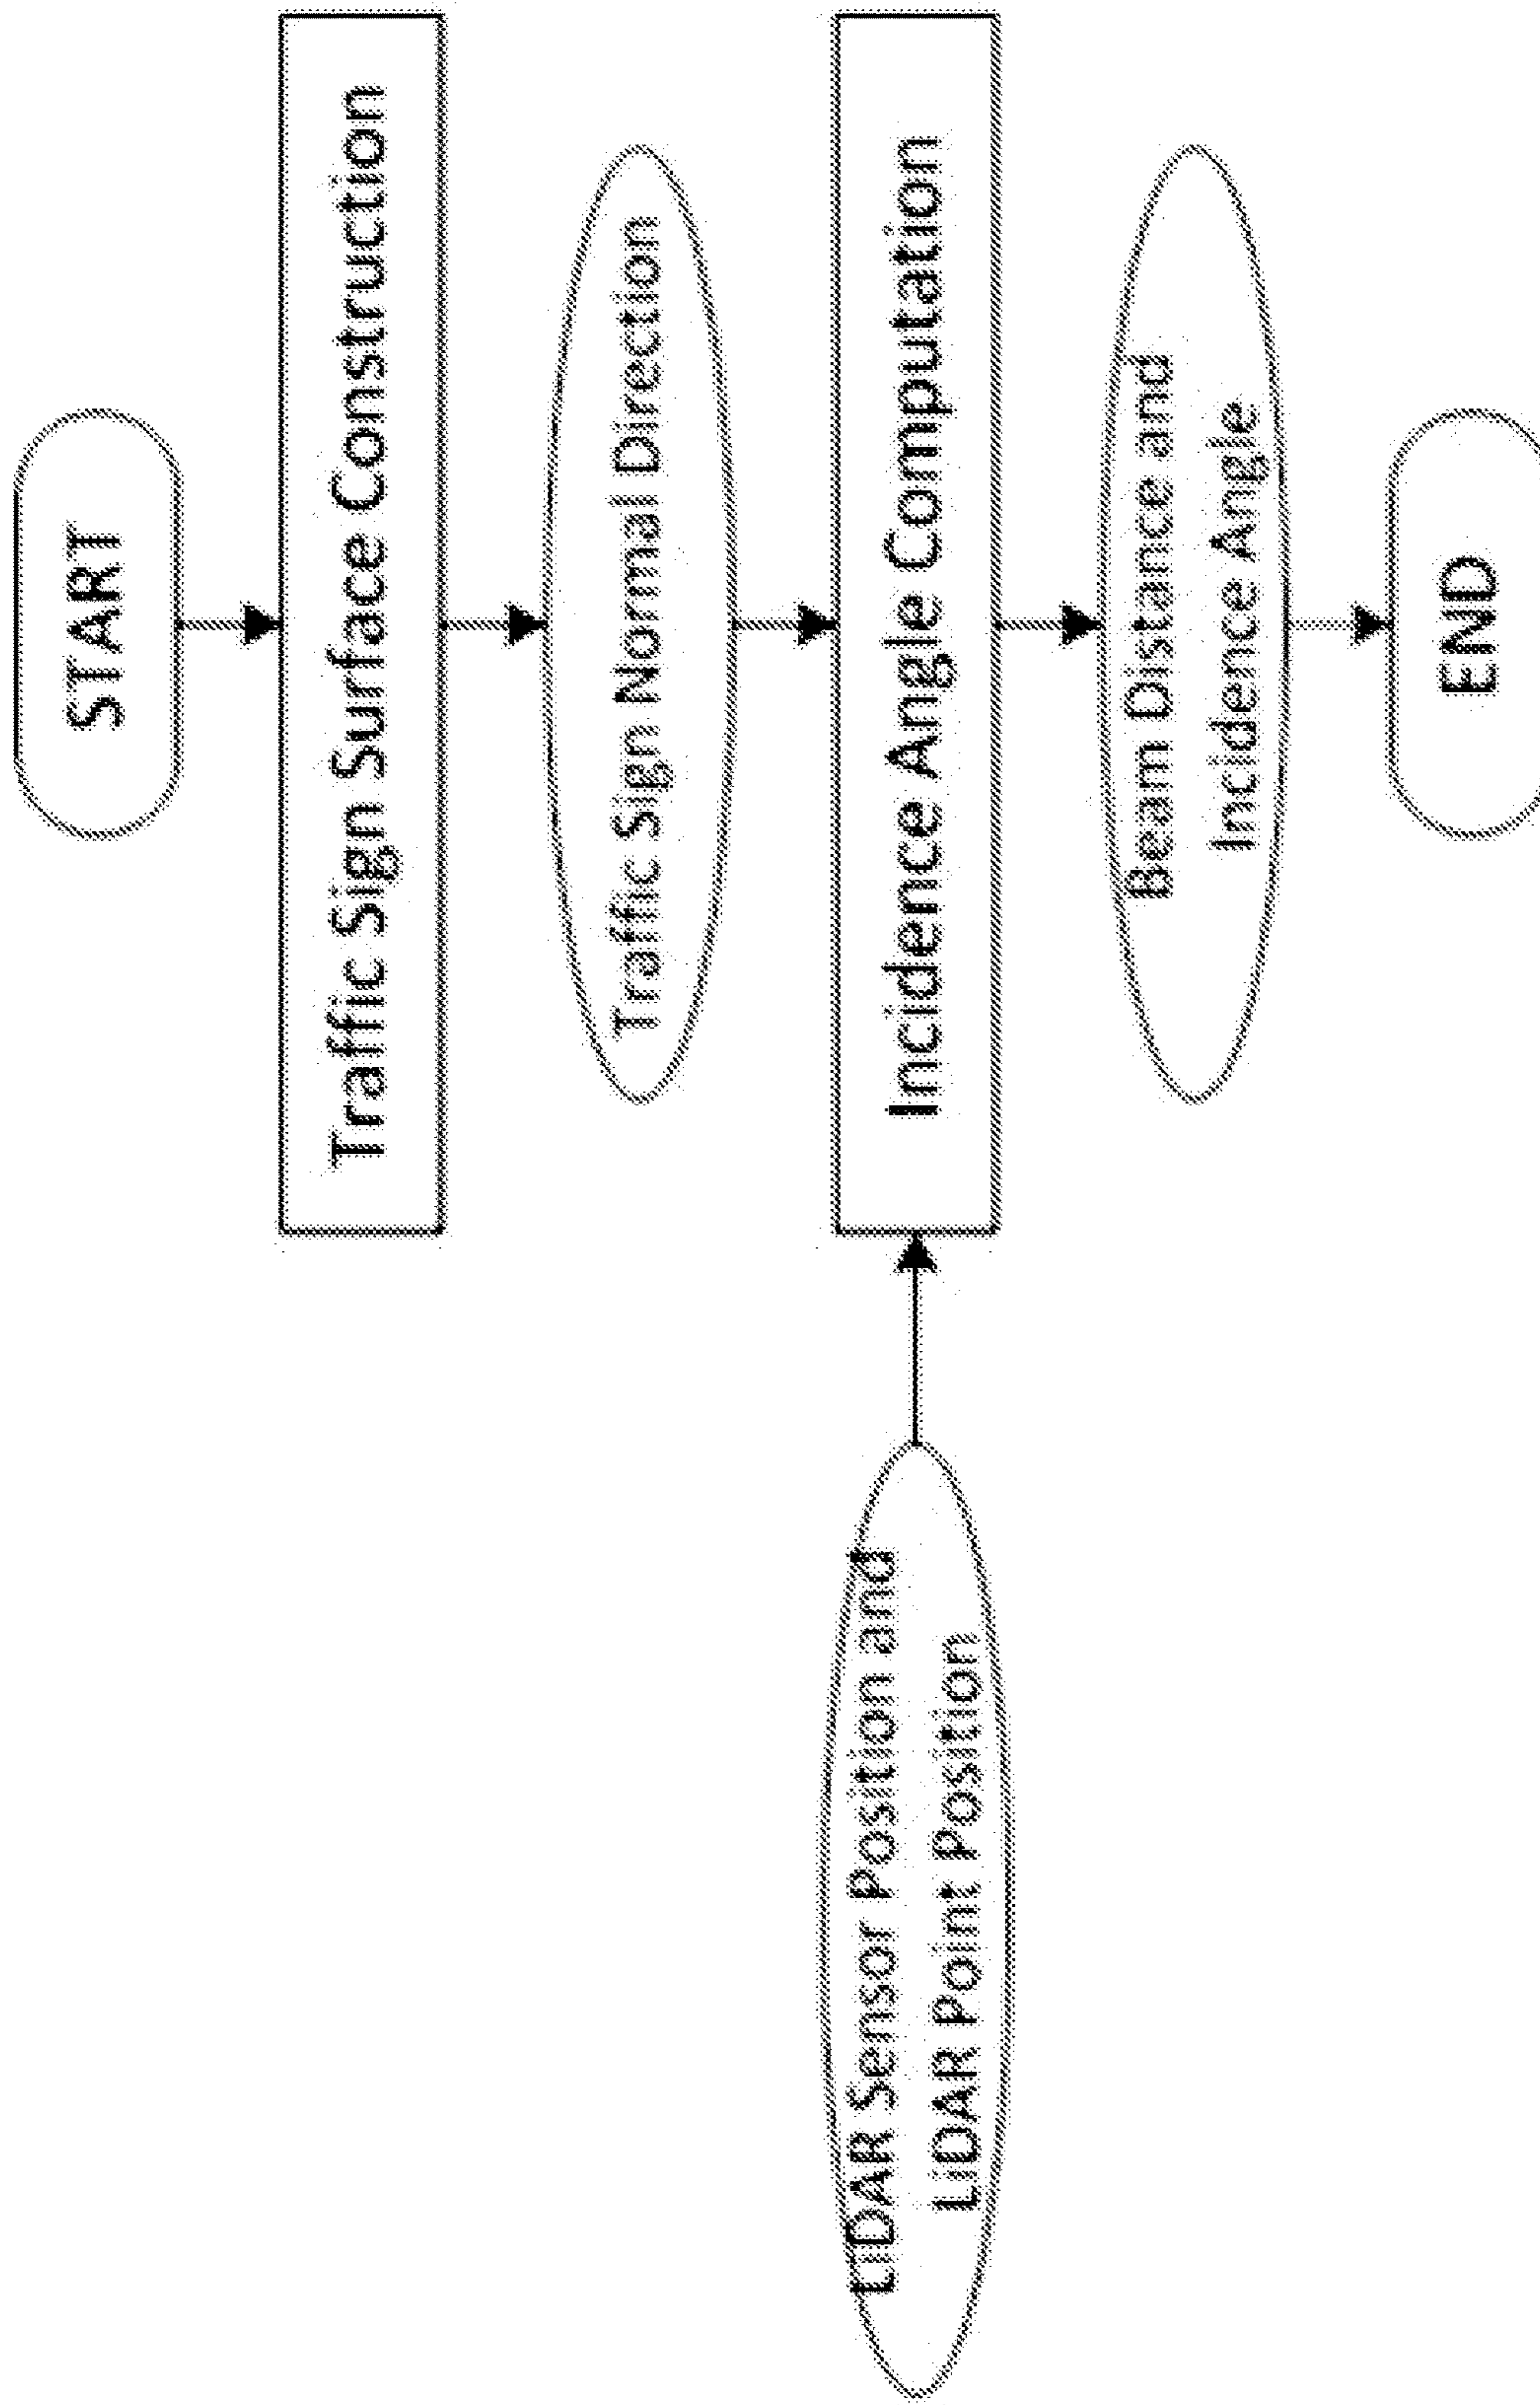 START
Traffic Sign Surface Construction
Traffic Sign Normal Direction
LiDAR Sensor Position and
LiDAR Point Position
Incidence Angle Computation
Beam Distance and
Incidence Angle
END